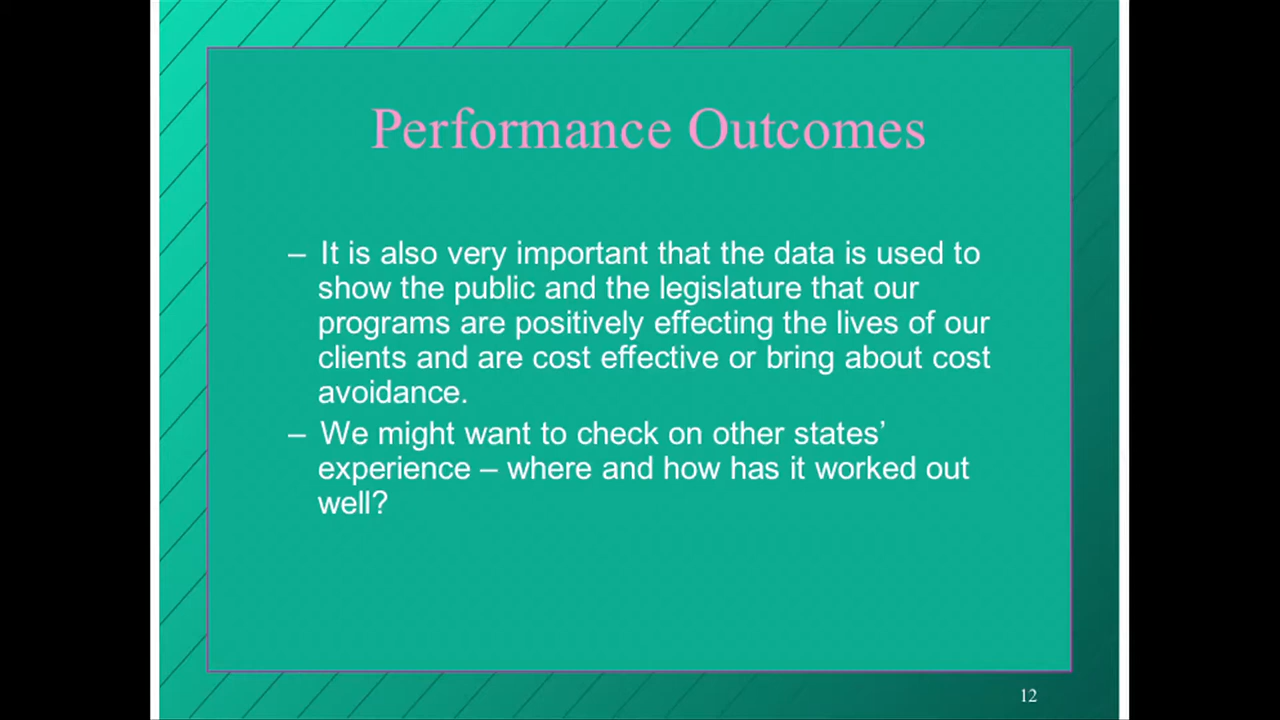 Performance Outcomes
– It is also very important that the data is used to
show the public and the legislature that our
programs are positively effecting the lives of our
clients and are cost effective or bring about cost
avoidance.
– We might want to check on other states’
experience – where and how has it worked out
well?
12